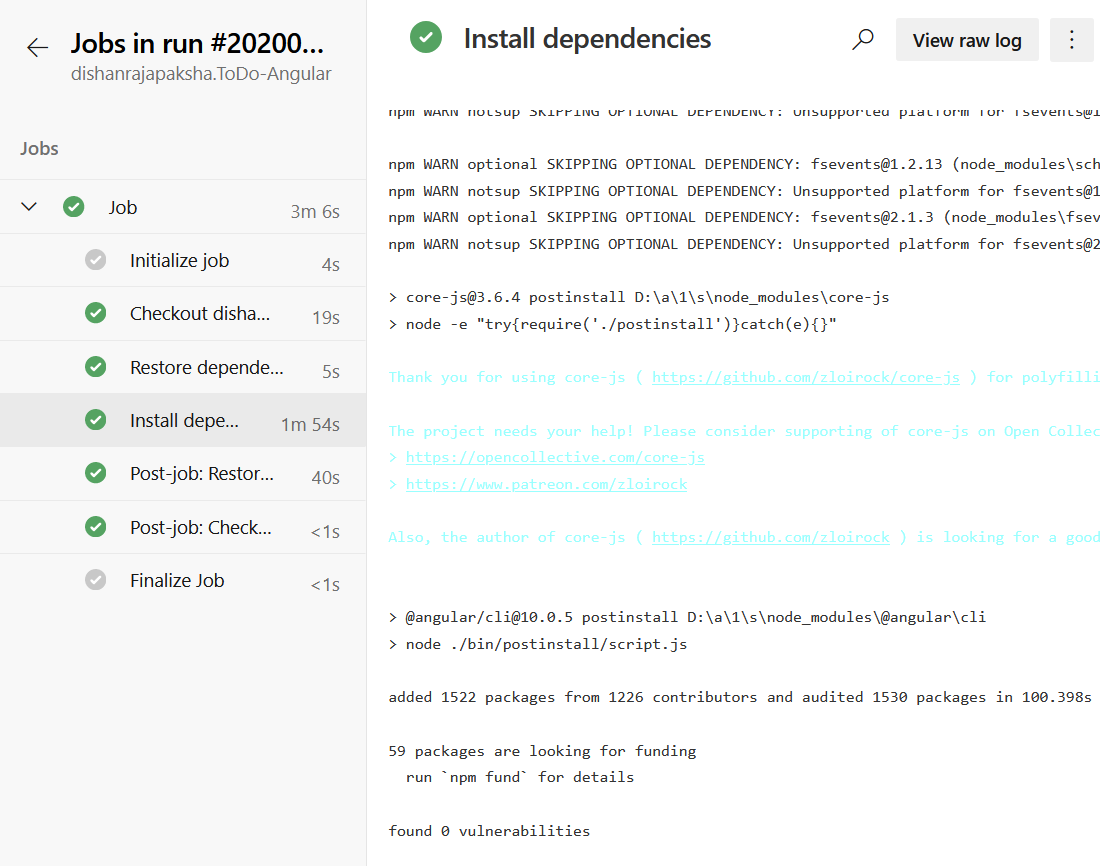 Jobs in run #20200...
dishanrajapaksha.ToDo-Angular
Jobs
Job 3m 6s
Initialize job 4s
Checkout disha... 19s
Restore depende... 5s
Install depe... 1m 54s
Post-job: Restor... 40s
Post-job: Check... <1s
Finalize Job <1s
Install dependencies
View raw log
npm WARN notsup SKIPPING OPTIONAL DEPENDENCY: Unsupported platform for fsevents@1
npm WARN optional SKIPPING OPTIONAL DEPENDENCY: fsevents@1.2.13 (node_modules\sch
npm WARN notsup SKIPPING OPTIONAL DEPENDENCY: Unsupported platform for fsevents@1
npm WARN optional SKIPPING OPTIONAL DEPENDENCY: fsevents@2.1.3 (node_modules\fsev
npm WARN notsup SKIPPING OPTIONAL DEPENDENCY: Unsupported platform for fsevents@2
> core-js@3.6.4 postinstall D:\a\1\s\node_modules\core-js
> node -e "try{require('./postinstall')}catch(e){}"
Thank you for using core-js ( https://github.com/zloirock/core-js ) for polyfilli
The project needs your help! Please consider supporting of core-js on Open Collec
> https://opencollective.com/core-js
> https://www.patreon.com/zloirock
Also, the author of core-js ( https://github.com/zloirock ) is looking for a good
> @angular/cli@10.0.5 postinstall D:\a\1\s\node_modules\@angular\cli
> node ./bin/postinstall/script.js
added 1522 packages from 1226 contributors and audited 1530 packages in 100.398s
59 packages are looking for funding
run `npm fund` for details
found 0 vulnerabilities